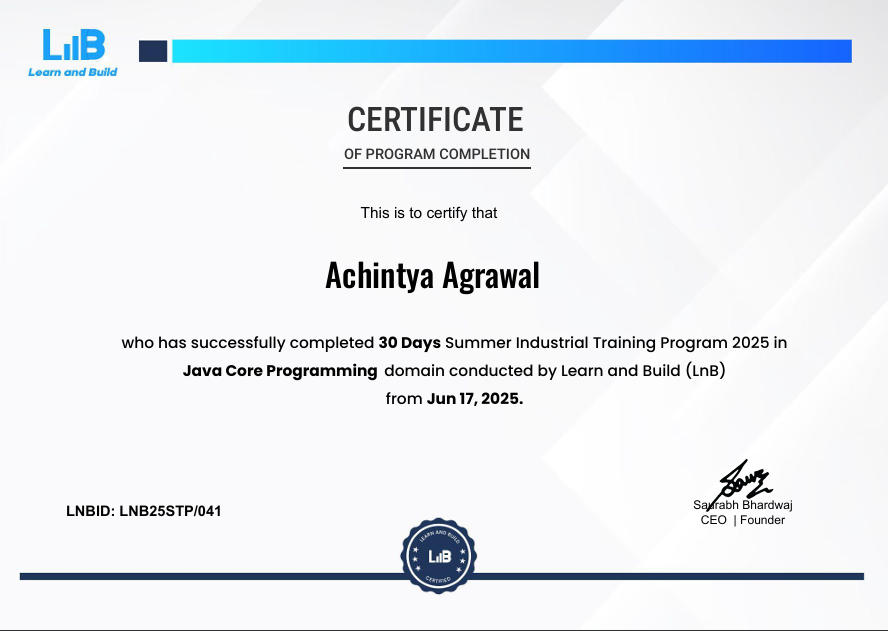 LnB
Learn and Build
CERTIFICATE
OF PROGRAM COMPLETION
This is to certify that
Achintya Agrawal
who has successfully completed 30 Days Summer Industrial Training Program 2025 in
Java Core Programming domain conducted by Learn and Build (LnB)
from Jun 17, 2025.
Saurabh Bhardwaj
CEO | Founder
LNBID: LNB25STP/041
LEARN AND BUILD
LnB
CERTIFIED